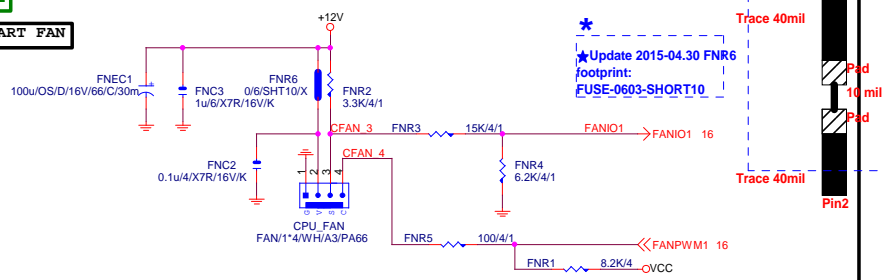 ART FAN
+12V
FNEC1
100u/OS/D/16V/66/C/30m
FNC3
1u/6/X7R/16V/K
FNR6
0/6/SHT10/X
FNR2
3.3K/4/1
*
★Update 2015-04.30 FNR6
footprint:
FUSE-0603-SHORT10
Trace 40mil
Pad
10 mil
Pad
Trace 40mil
Pin2
CFAN_3
FNR3
15K/4/1
FANIO1
FANIO1 16
CFAN_4
FNC2
0.1u/4/X7R/16V/K
FNR4
6.2K/4/1
1 2 3 4
G V S C
CPU_FAN
FAN/1*4/WH/A3/PA66
FNR5
100/4/1
FANPWM1 16
FNR1
8.2K/4
VCC